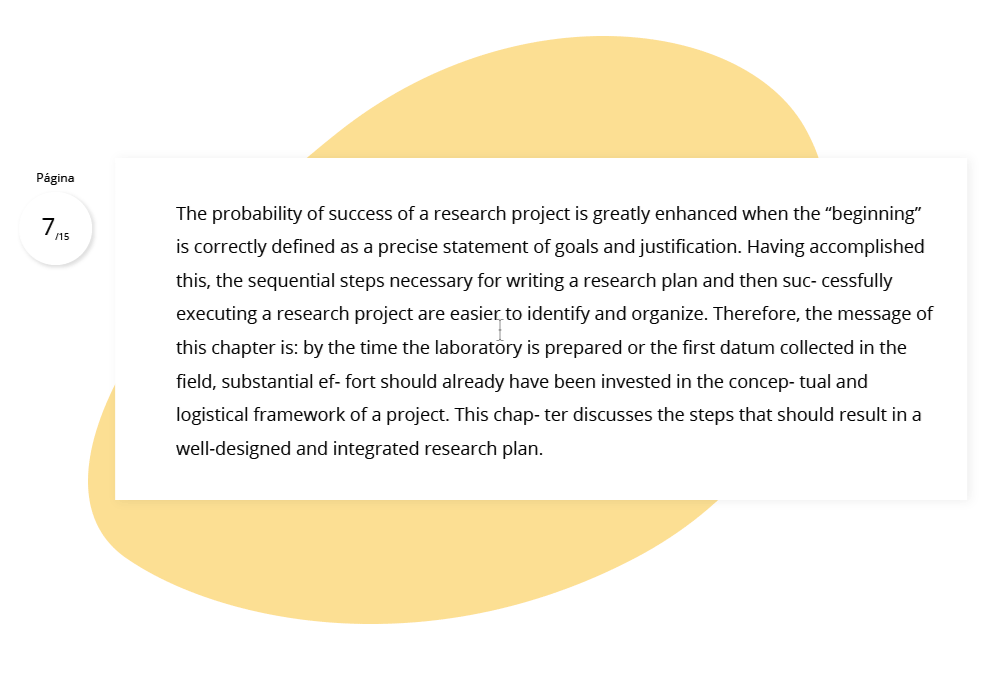 Página
7/15
The probability of success of a research project is greatly enhanced when the “beginning”
is correctly defined as a precise statement of goals and justification. Having accomplished
this, the sequential steps necessary for writing a research plan and then suc- cessfully
executing a research project are easier to identify and organize. Therefore, the message of
this chapter is: by the time the laboratory is prepared or the first datum collected in the
field, substantial ef- fort should already have been invested in the concep- tual and
logistical framework of a project. This chap- ter discusses the steps that should result in a
well-designed and integrated research plan.